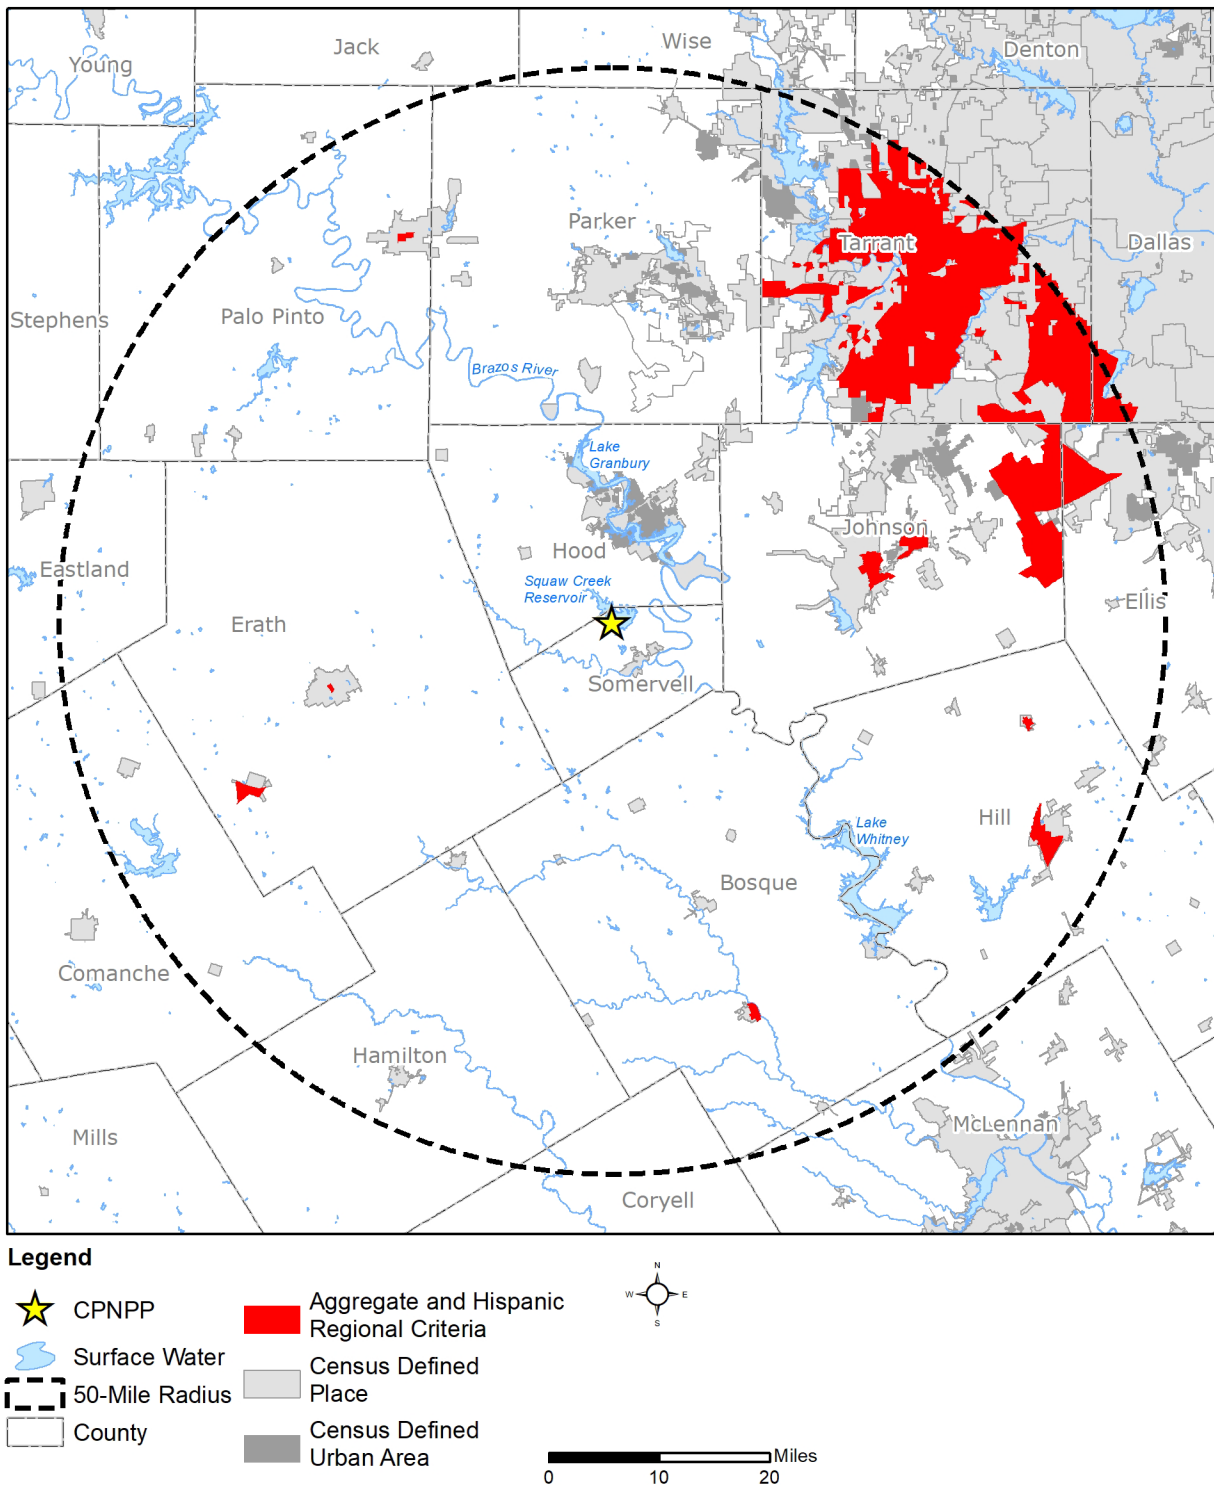 Jack
Wise
Denton
Young
Parker
Tarrant
Dallas
Stephens
Palo Pinto
Brazos River
Lake
Granbury
Johnson
Hood
Eastland
Squaw Creek
Reservoir
Ellis
Erath
Somervell
Hill
Lake
Whitney
Bosque
Comanche
Hamilton
McLennan
Mills
Coryell
Legend
CPNPP
Surface Water
50-Mile Radius
County
Aggregate and Hispanic
Regional Criteria
Census Defined
Place
Census Defined
Urban Area
N
W
E
S
Miles
0
10
20